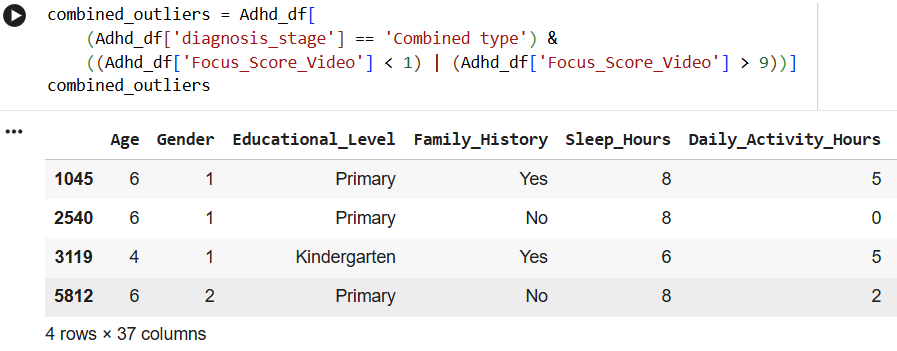 combined_outliers = Adhd_df[
(Adhd_df['diagnosis_stage'] == 'Combined type') &
((Adhd_df['Focus_Score_Video'] < 1) | (Adhd_df['Focus_Score_Video'] > 9))]
combined_outliers
...
Age Gender Educational_Level Family_History Sleep_Hours Daily_Activity_Hours
1045 6 1 Primary Yes 8 5
2540 6 1 Primary No 8 0
3119 4 1 Kindergarten Yes 6 5
5812 6 2 Primary No 8 2
4 rows × 37 columns